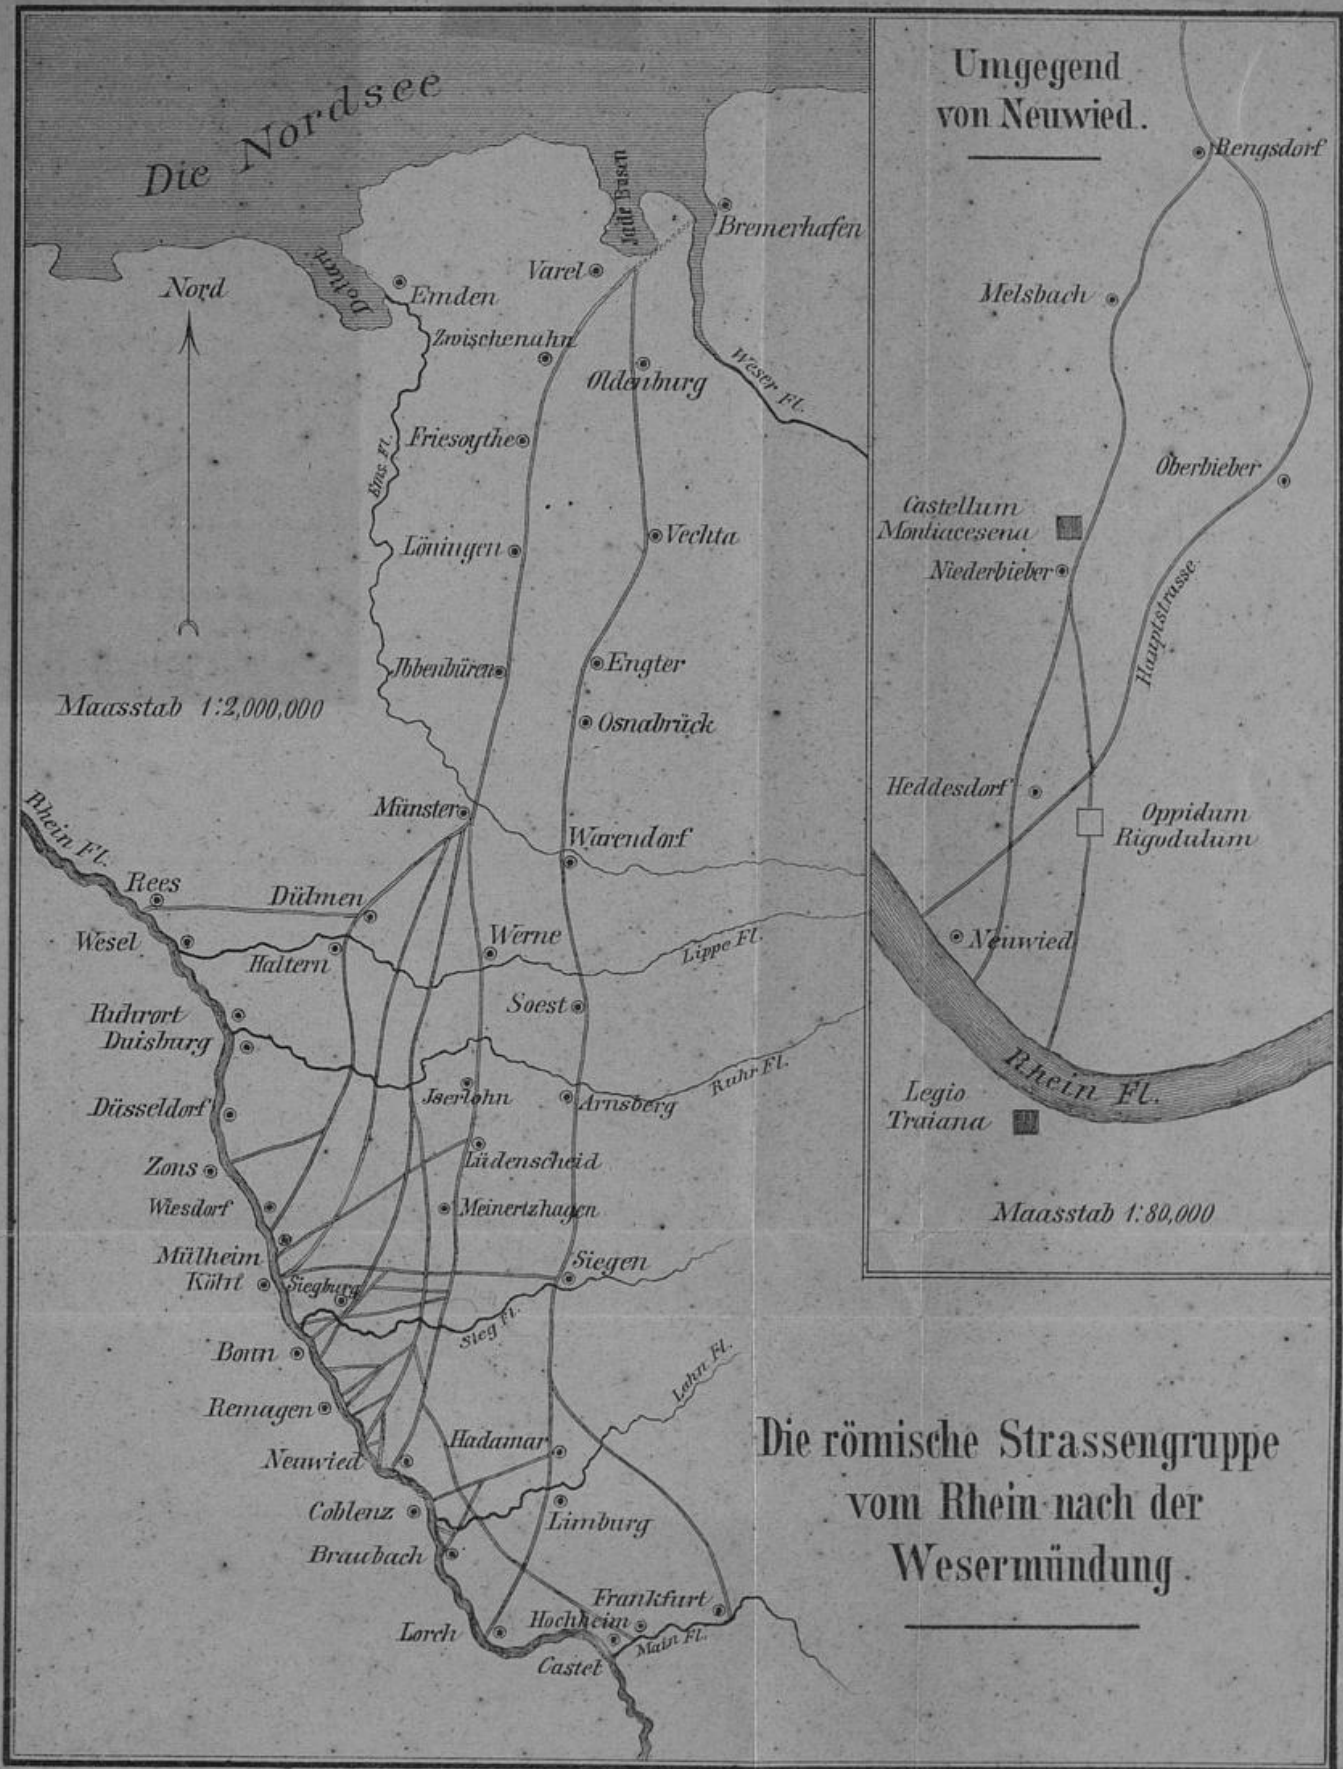 Die Nordsee
Jade Busen
Bremerhafen
Varel
Dollart
Nord
Emden
Zwischenahn
Oldenburg
Weser Fl.
Friesoythe
Ems. Fl.
Vechta
Löningen
Jbbenbüren
Engter
Maasstab 1:2,000,000
Osnabrück
Münster
Rhein Fl.
Warendorf
Rees
Dülmen
Wesel
Werne
Lippe Fl.
Haltern
Ruhrort
Soest
Duisburg
Ruhr Fl.
Jserlohn
Düsseldorf
Arnsberg
Zons
Lüdenscheid
Wiesdorf
Meinertzhagen
Mülheim
Siegen
Köln
Siegburg
Sieg Fl.
Bonn
Lahn Fl.
Remagen
Hadamar
Neuwied
Coblenz
Limburg
Braubach
Frankfurt
Hochheim
Lorch
Main Fl.
Castel
Umgegend
von Neuwied.
Rengsdorf
Melsbach
Oberbieber
Castellum
Montiacesena
Niederbieber
Hauptstrasse
Heddesdorf
Oppidum
Rigodulum
Neuwied
Rhein Fl.
Legio
Traiana
Maasstab 1:80,000
Die römische Strassengruppe
vom Rhein nach der
Wesermündung.